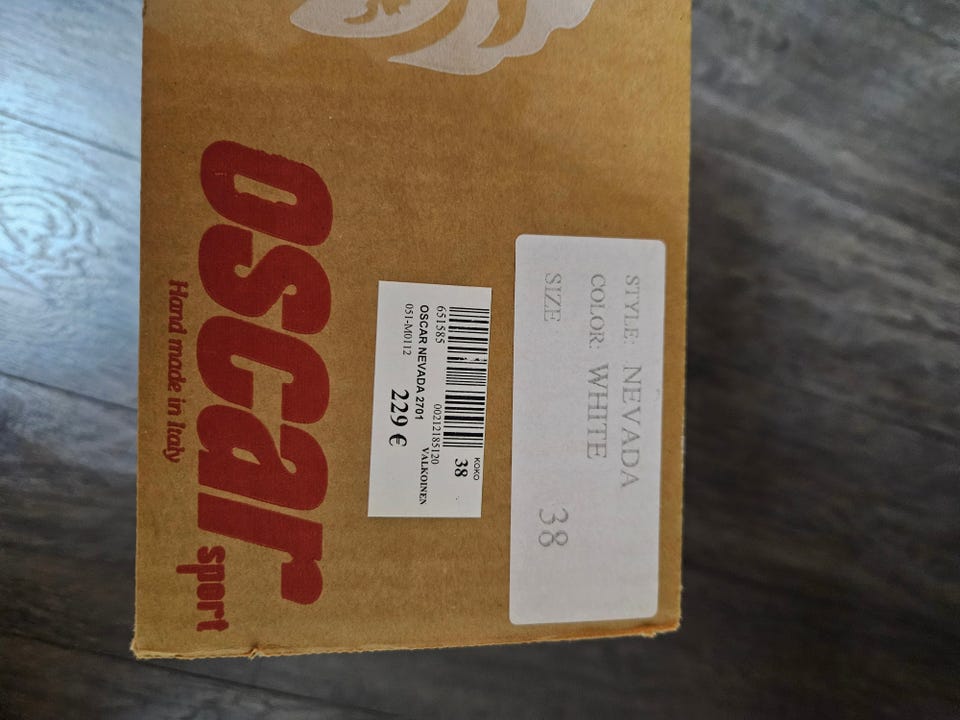 STYLE: NEVADA
COLOR: WHITE
SIZE 38
KOKO
38
651585 00212185120
OSCAR NEVADA 2701 VALKOINEN
051-M0112 229 €
oscar
sport
Hand made in Italy